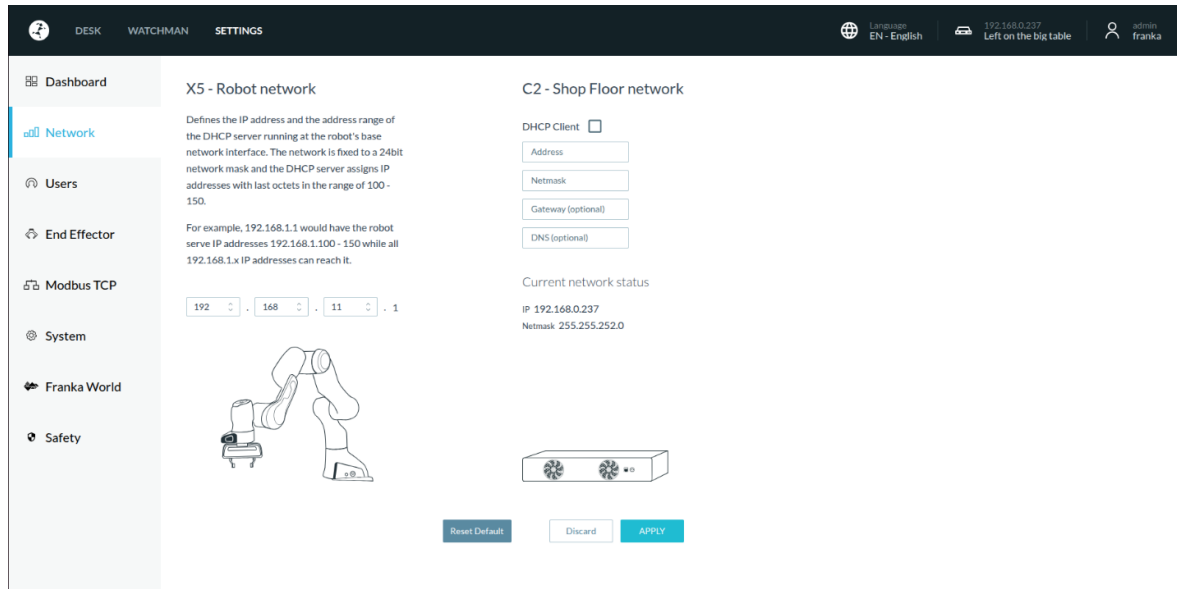 DESK WATCHMAN SETTINGS
Language
EN - English
192.168.0.237
Left on the big table
admin
franka
Dashboard
Network
Users
End Effector
Modbus TCP
System
Franka World
Safety
X5 - Robot network
Defines the IP address and the address range of
the DHCP server running at the robot's base
network interface. The network is fixed to a 24bit
network mask and the DHCP server assigns IP
addresses with last octets in the range of 100 -
150.
For example, 192.168.1.1 would have the robot
serve IP addresses 192.168.1.100 - 150 while all
192.168.1.x IP addresses can reach it.
192 . 168 . 11 . 1
C2 - Shop Floor network
DHCP Client
Address
Netmask
Gateway (optional)
DNS (optional)
Current network status
IP 192.168.0.237
Netmask 255.255.252.0
Reset Default Discard APPLY